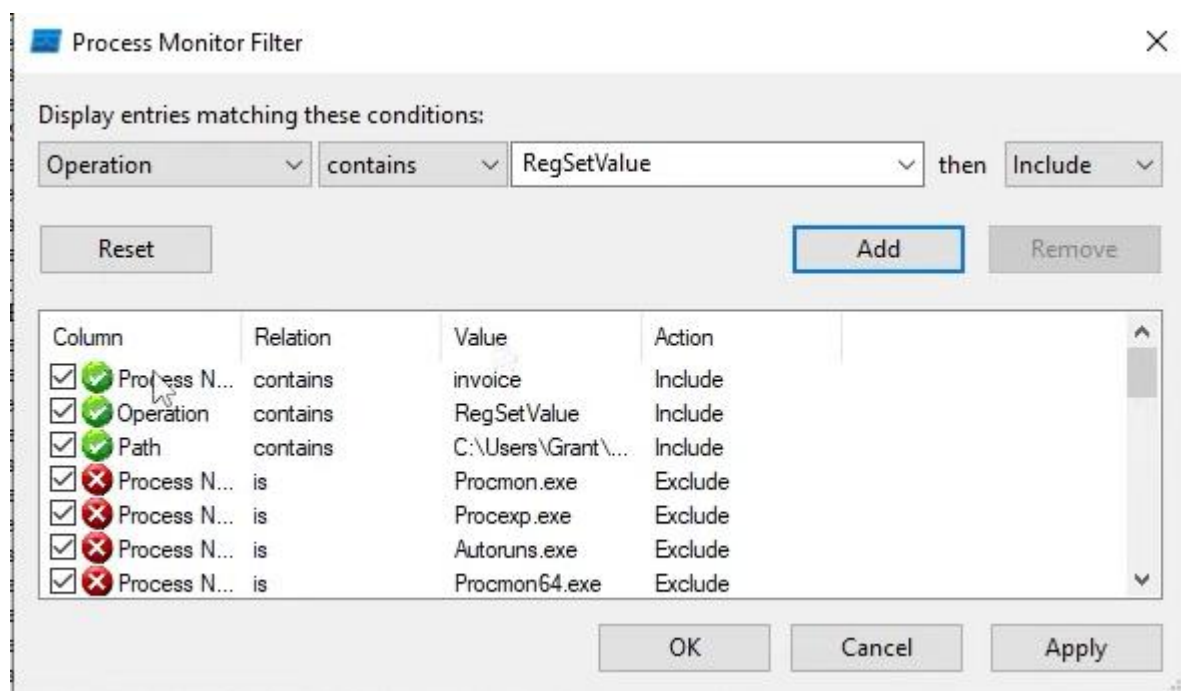 Process Monitor Filter
Display entries matching these conditions:
Operation contains RegSetValue then Include
Reset Add Remove
Column Relation Value Action
Process N... contains invoice Include
Operation contains RegSetValue Include
Path contains C:\Users\Grant\... Include
Process N... is Procmon.exe Exclude
Process N... is Procexp.exe Exclude
Process N... is Autoruns.exe Exclude
Process N... is Procmon64.exe Exclude
OK Cancel Apply